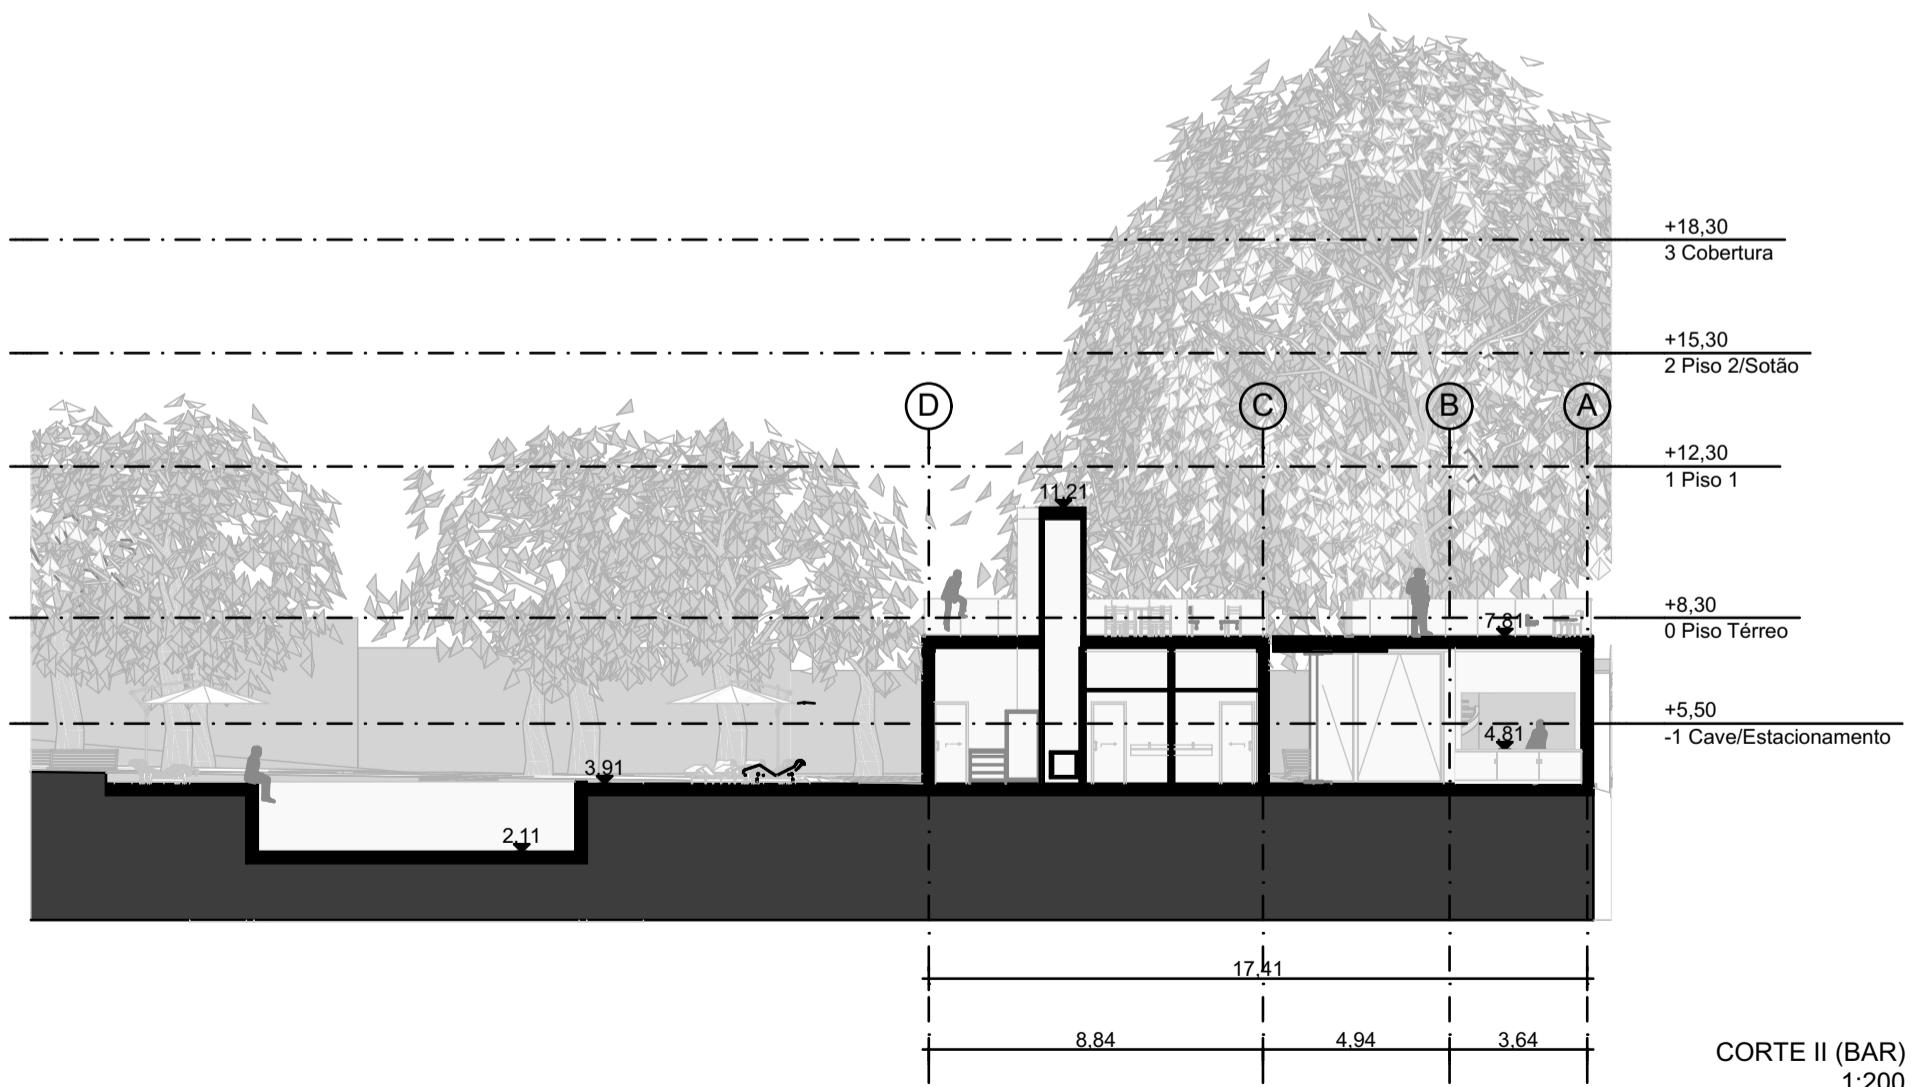 +18,30
3 Cobertura
+15,30
2 Piso 2/Sotão
D
C
B
A
+12,30
1 Piso 1
11,21
+8,30
0 Piso Térreo
7,81
+5,50
-1 Cave/Estacionamento
4,81
3,91
2,11
17,41
8,84
4,94
3,64
CORTE II (BAR)
1:200